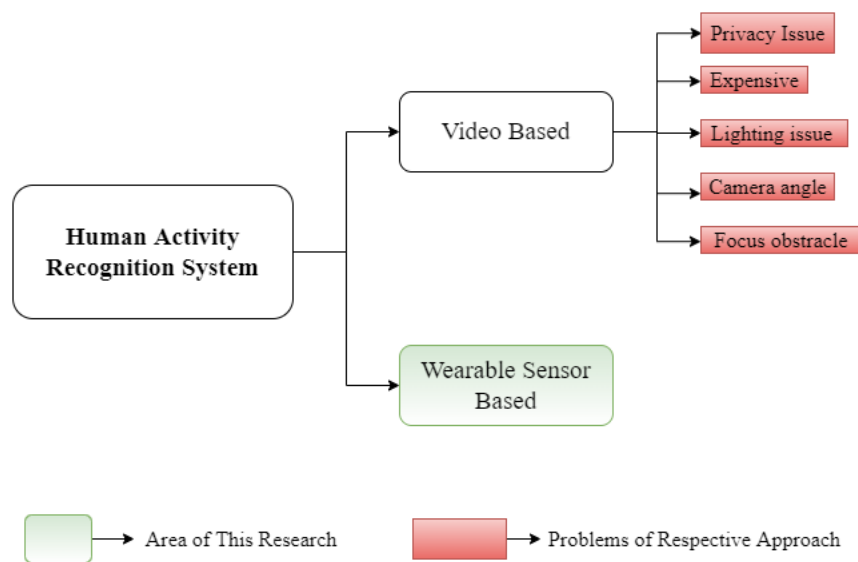 Privacy Issue
Expensive
Video Based
Lighting issue
Camera angle
Human Activity
Recognition System
Focus obstracle
Wearable Sensor
Based
Area of This Research
Problems of Respective Approach